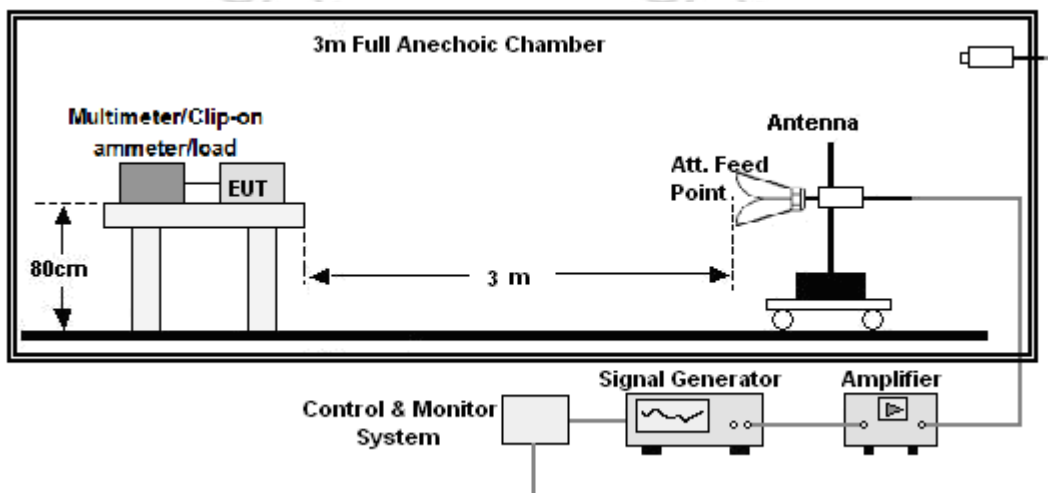 3m Full Anechoic Chamber
Multimeter/Clip-on
ammeter/load
EUT
Antenna
Att. Feed
Point
80cm
3 m
Signal Generator
Amplifier
Control & Monitor
System